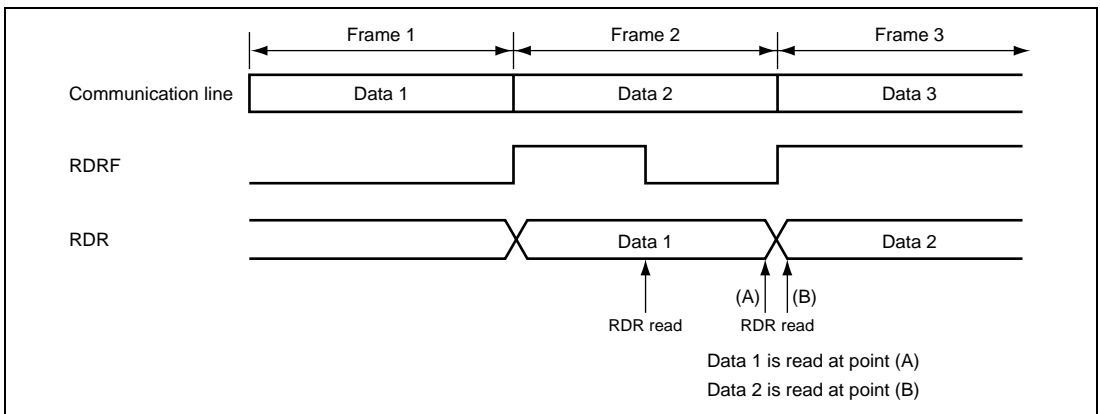 Frame 1 Frame 2 Frame 3
Communication line Data 1 Data 2 Data 3
RDRF
RDR Data 1 Data 2
(A) (B)
RDR read RDR read
Data 1 is read at point (A)
Data 2 is read at point (B)